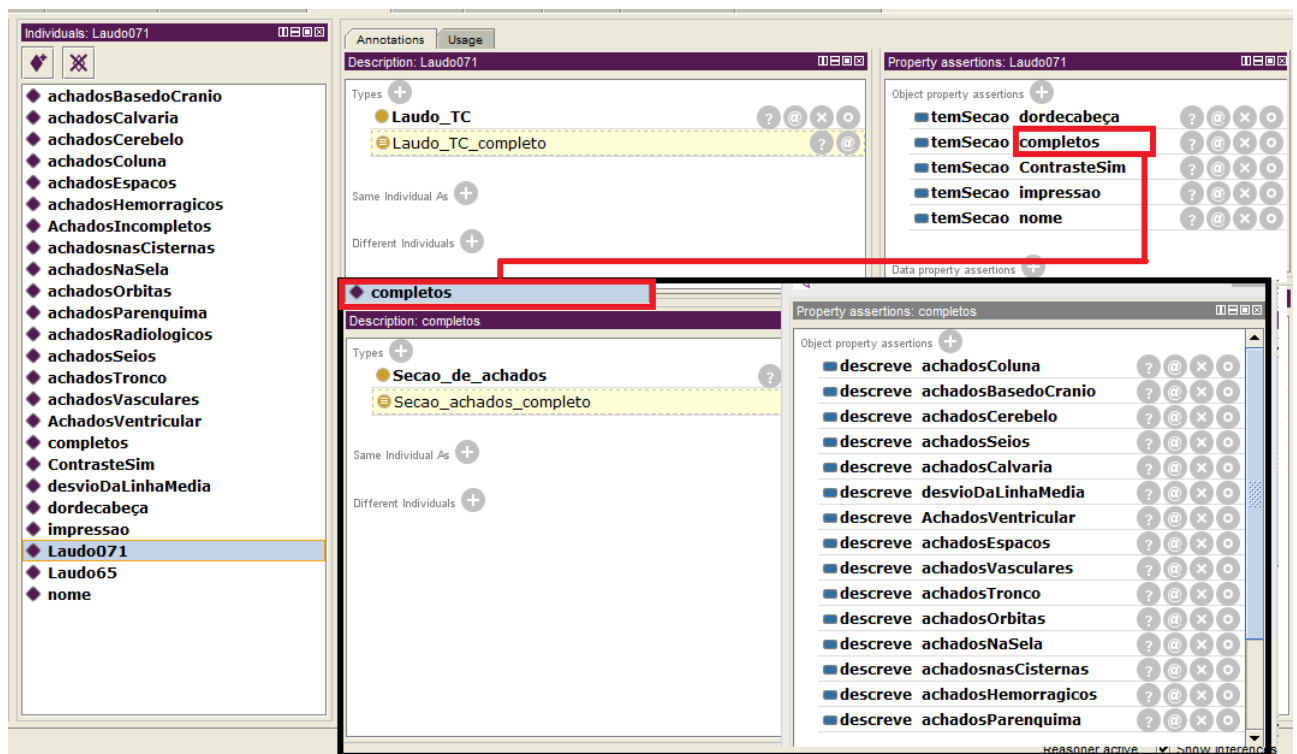 Individuals: Laudo071
achadosBasedoCranio
achadosCalvaria
achadosCerebelo
achadosColuna
achadosEspacos
achadosHemorragicos
AchadosIncompletos
achadosnasCisternas
achadosNaSela
achadosOrbitas
achadosParenquima
achadosRadiologicos
achadosSeios
achadosTronco
achadosVasculares
AchadosVentricular
completos
ContrasteSim
desvioDaLinhaMedia
dordecabeça
impressao
Laudo071
Laudo65
nome
Annotations Usage
Description: Laudo071
Types
Laudo_TC
Laudo_TC_completo
Same Individual As
Different Individuals
Property assertions: Laudo071
Object property assertions
temSecao dordecabeça
temSecao completos
temSecao ContrasteSim
temSecao impressao
temSecao nome
Data property assertions
completos
Description: completos
Types
Secao_de_achados
Secao_achados_completo
Same Individual As
Different Individuals
Property assertions: completos
Object property assertions
descreve achadosColuna
descreve achadosBasedoCranio
descreve achadosCerebelo
descreve achadosSeios
descreve achadosCalvaria
descreve desvioDaLinhaMedia
descreve AchadosVentricular
descreve achadosEspacos
descreve achadosVasculares
descreve achadosTronco
descreve achadosOrbitas
descreve achadosNaSela
descreve achadosnasCisternas
descreve achadosHemorragicos
descreve achadosParenquima
Reasoner active Show Inferences